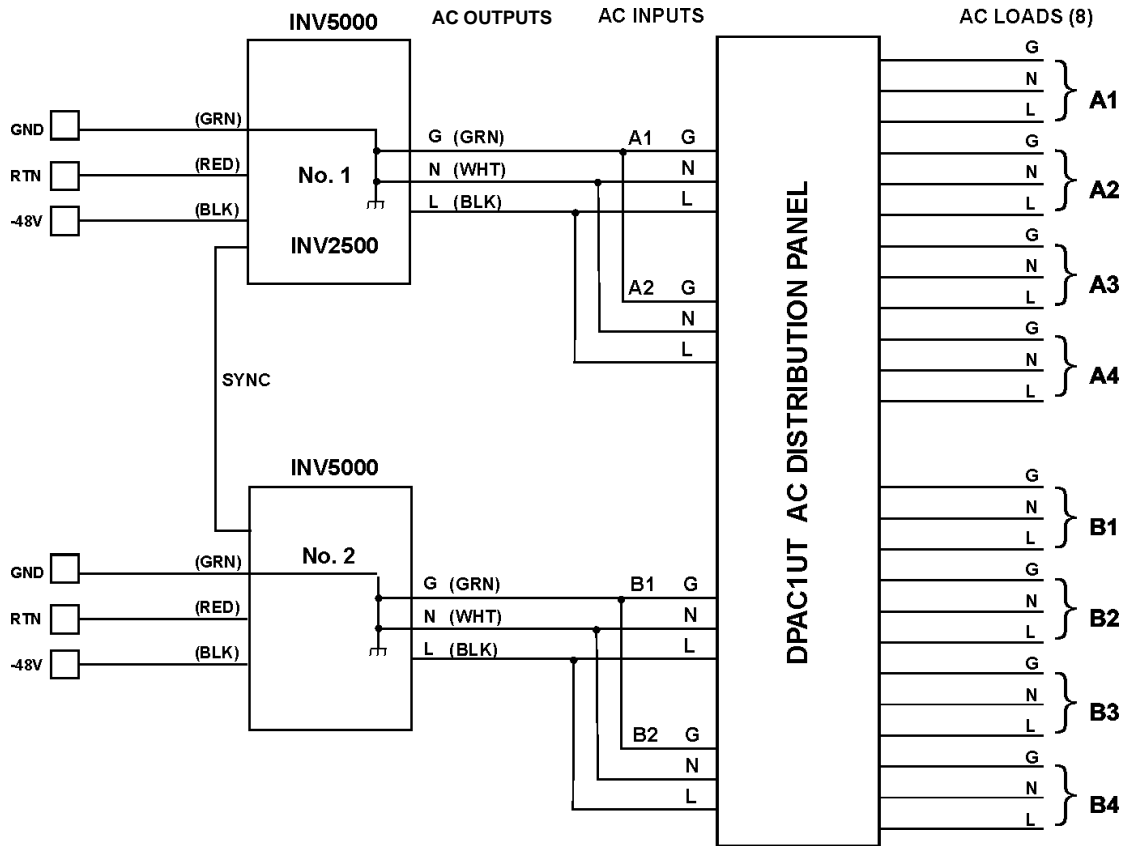 INV5000
AC OUTPUTS
AC INPUTS
AC LOADS (8)
GND
(GRN)
RTN
(RED)
-48V
(BLK)
No. 1
INV2500
G (GRN)
N (WHT)
L (BLK)
A1 G
N
L
A2 G
N
L
SYNC
INV5000
GND
(GRN)
RTN
(RED)
-48V
(BLK)
No. 2
G (GRN)
N (WHT)
L (BLK)
B1 G
N
L
B2 G
N
L
DPAC1UT AC DISTRIBUTION PANEL
G
N
L
A1
G
N
L
A2
G
N
L
A3
G
N
L
A4
G
N
L
B1
G
N
L
B2
G
N
L
B3
G
N
L
B4